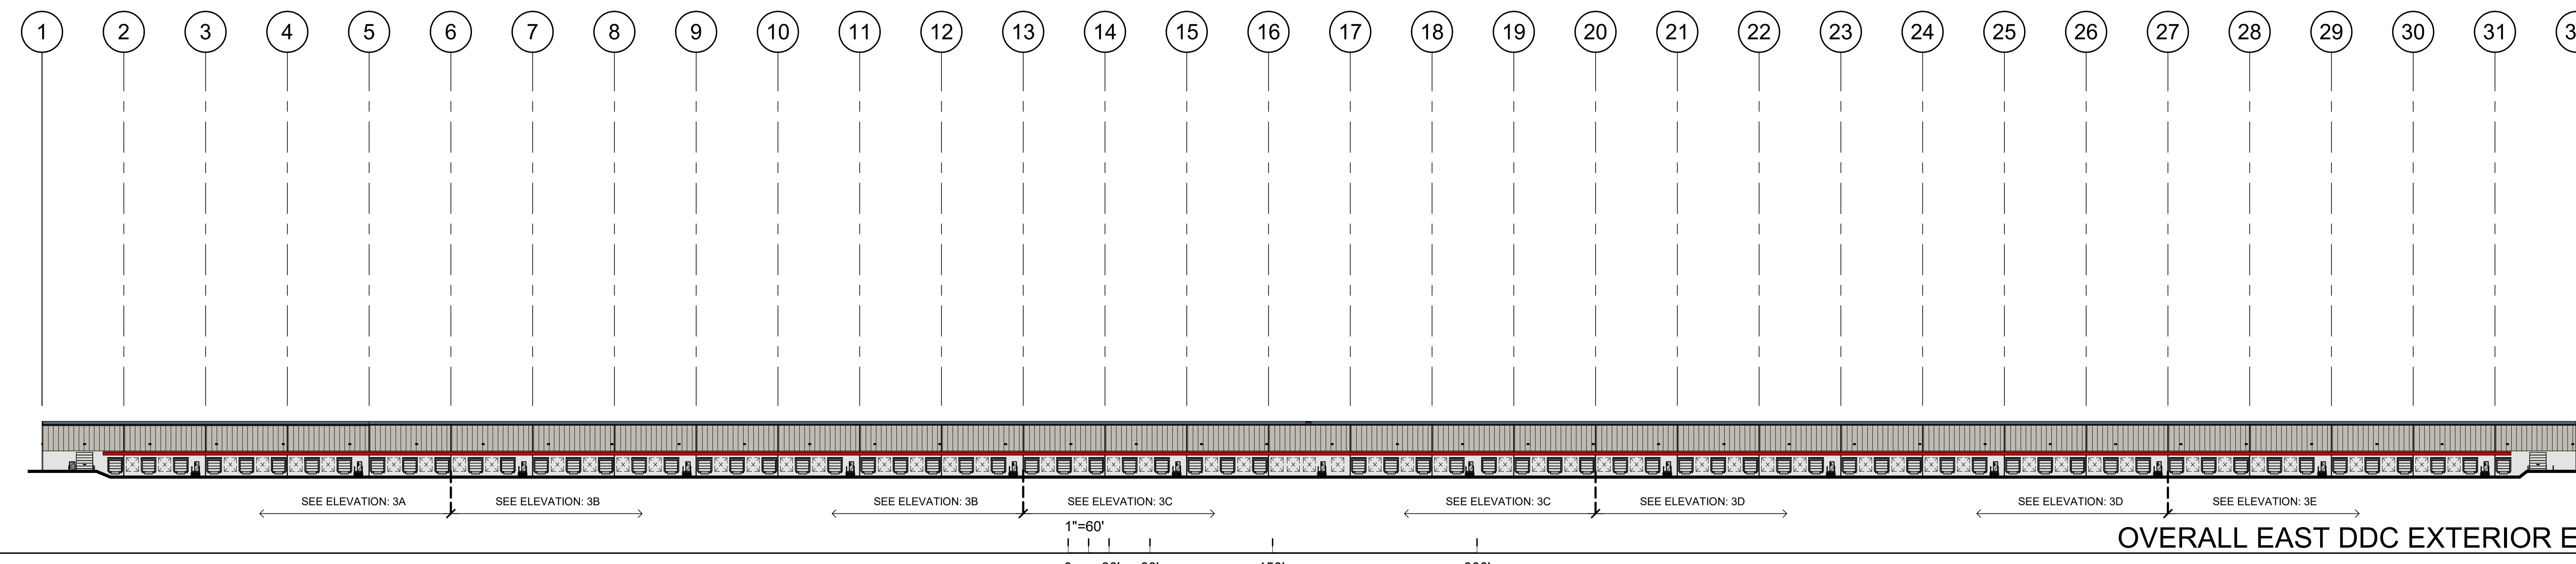 1 2 3 4 5 6 7 8 9 10 11 12 13 14 15 16 17 18 19 20 21 22 23 24 25 26 27 28 29 30 31
SEE ELEVATION: 3A SEE ELEVATION: 3B SEE ELEVATION: 3B SEE ELEVATION: 3C SEE ELEVATION: 3C SEE ELEVATION: 3D SEE ELEVATION: 3D SEE ELEVATION: 3E
1"=60'
OVERALL EAST DDC EXTERIOR E